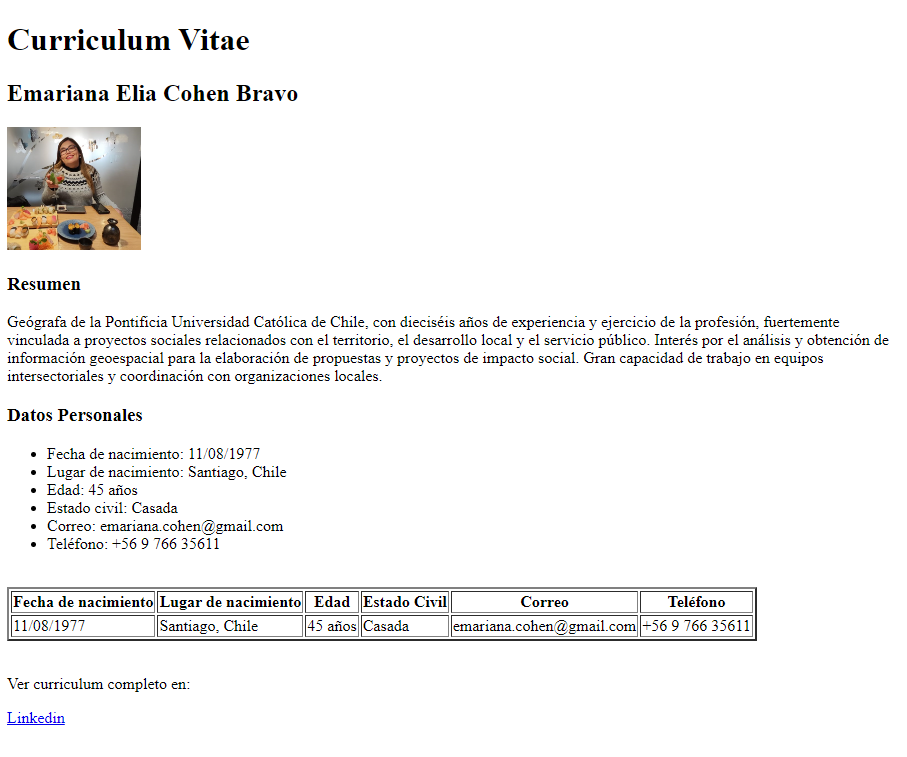 Curriculum Vitae
Emariana Elia Cohen Bravo
Resumen
Geógrafa de la Pontificia Universidad Católica de Chile, con dieciséis años de experiencia y ejercicio de la profesión, fuertemente
vinculada a proyectos sociales relacionados con el territorio, el desarrollo local y el servicio público. Interés por el análisis y obtención de
información geoespacial para la elaboración de propuestas y proyectos de impacto social. Gran capacidad de trabajo en equipos
intersectoriales y coordinación con organizaciones locales.
Datos Personales
• Fecha de nacimiento: 11/08/1977
• Lugar de nacimiento: Santiago, Chile
• Edad: 45 años
• Estado civil: Casada
• Correo: emariana.cohen@gmail.com
• Teléfono: +56 9 766 35611
Fecha de nacimiento Lugar de nacimiento Edad Estado Civil Correo Teléfono
11/08/1977 Santiago, Chile 45 años Casada emariana.cohen@gmail.com +56 9 766 35611
Ver curriculum completo en:
Linkedin